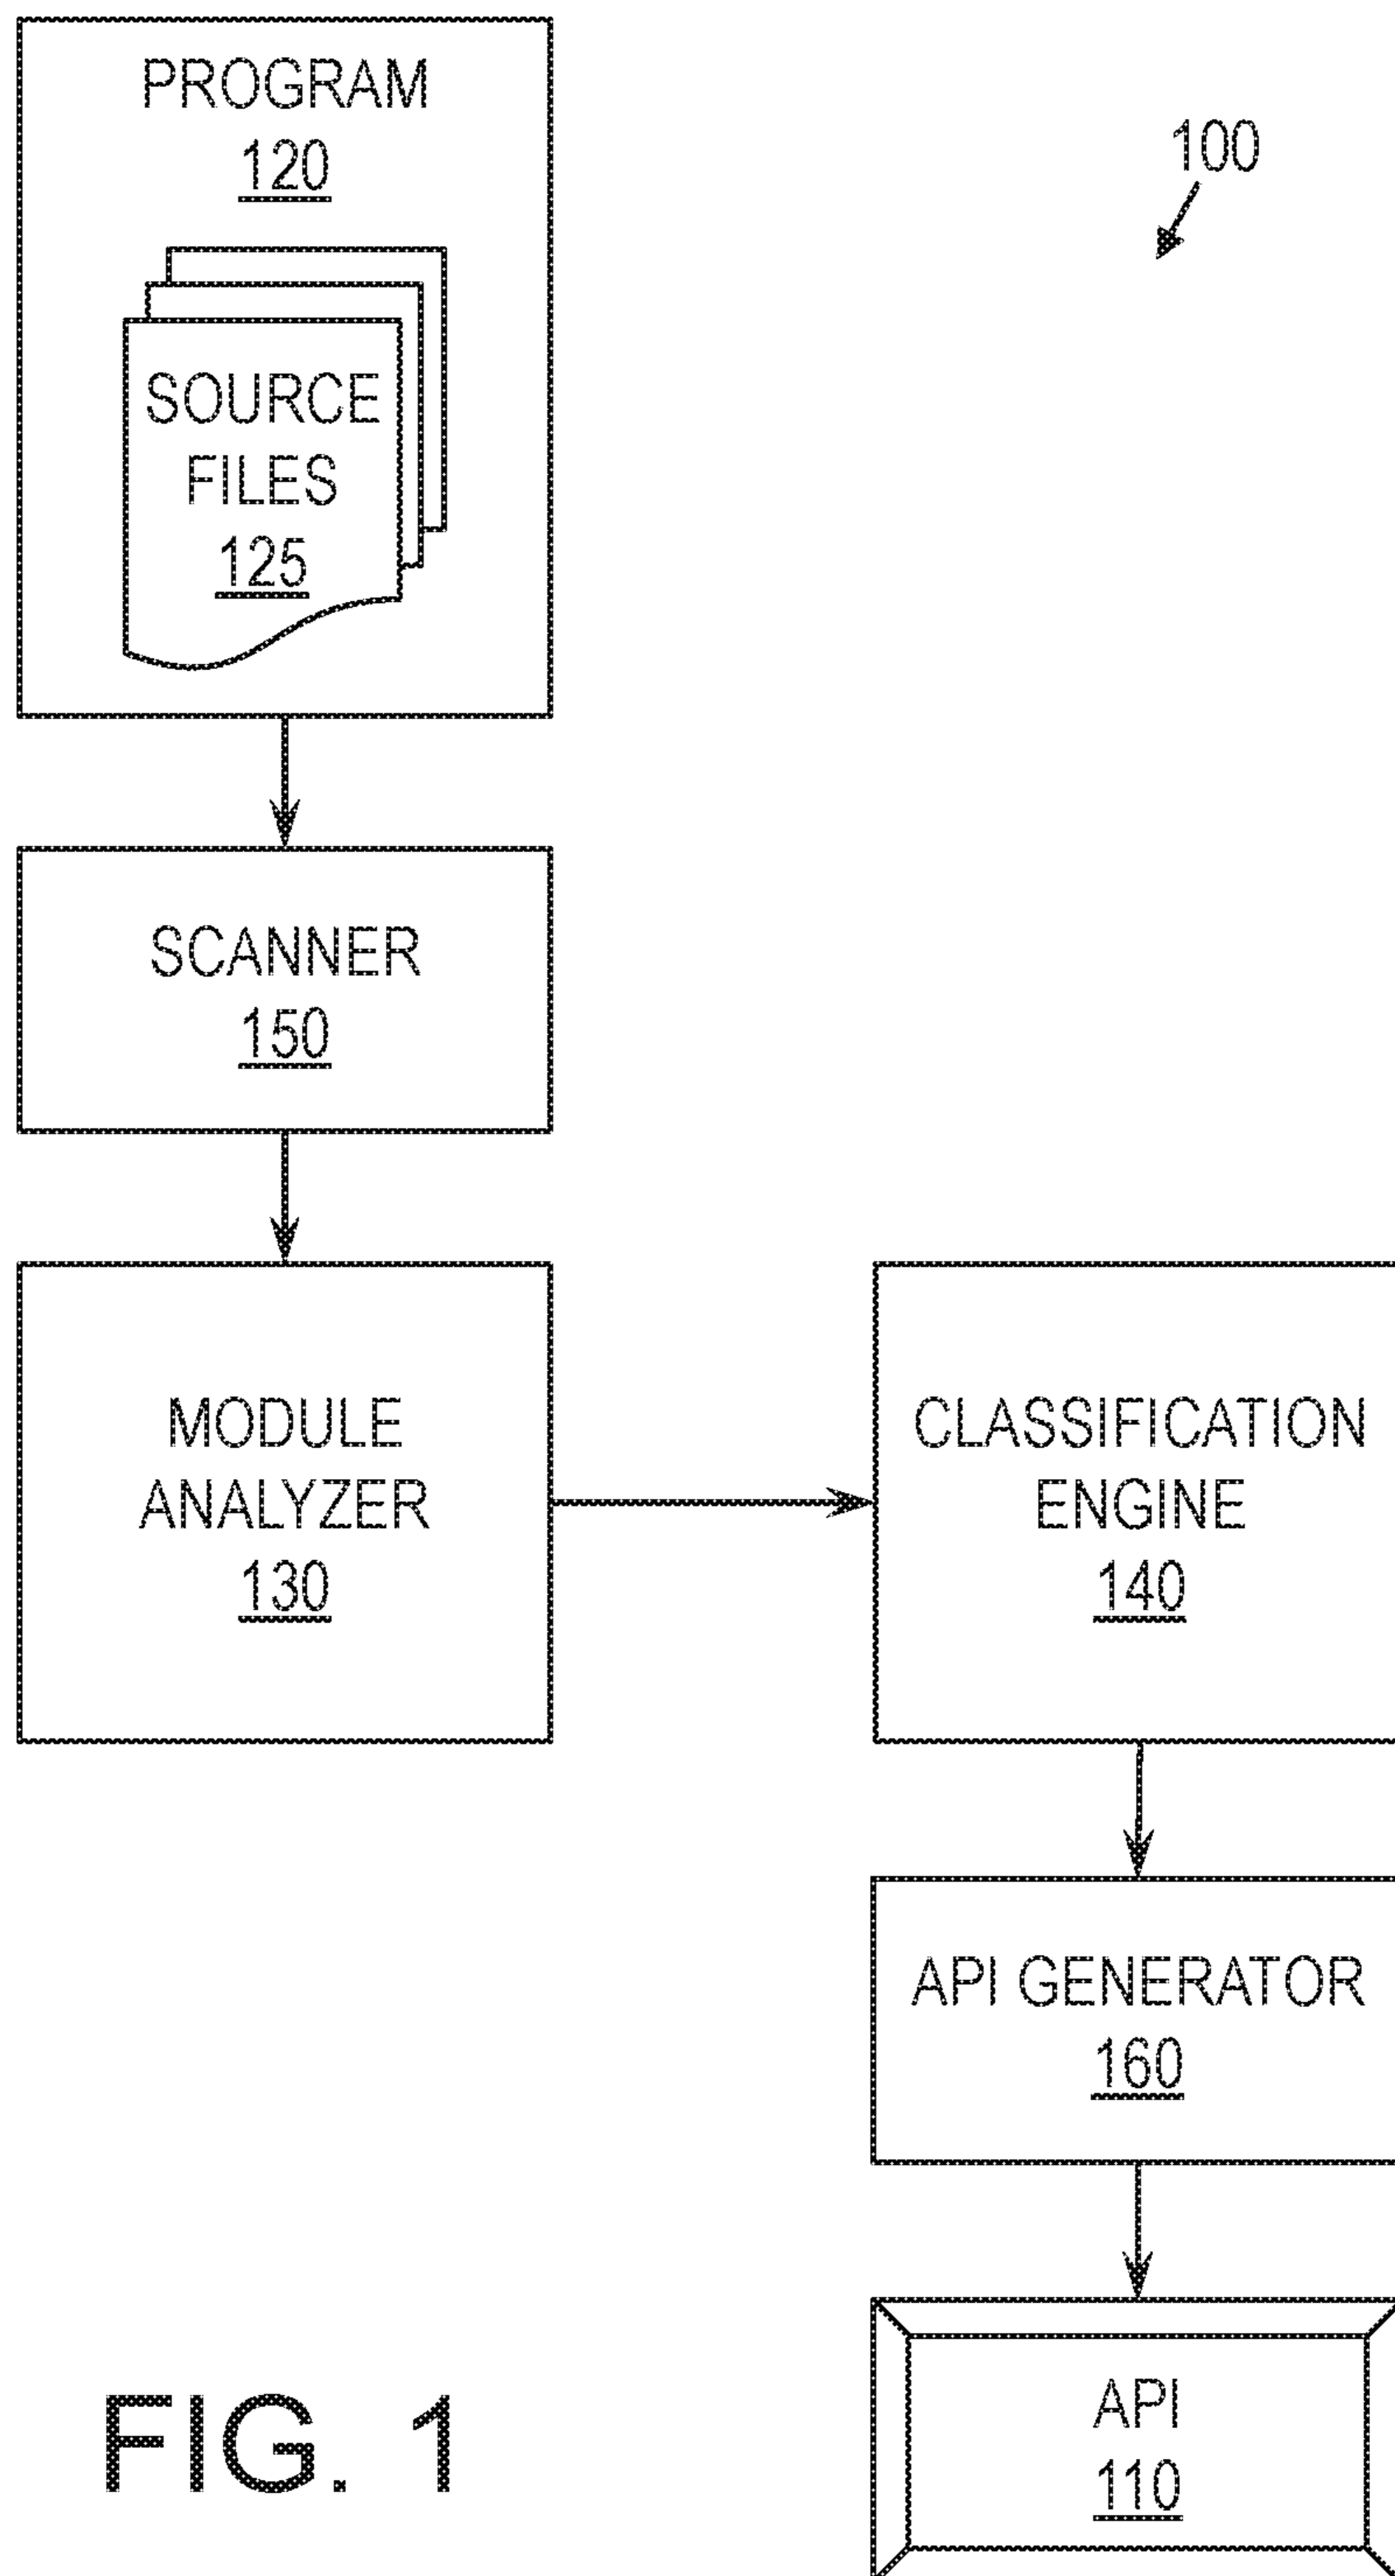 PROGRAM
120
100
SOURCE
FILES
125
SCANNER
150
MODULE
ANALYZER
130
CLASSIFICATION
ENGINE
140
API GENERATOR
160
API
110
FIG. 1